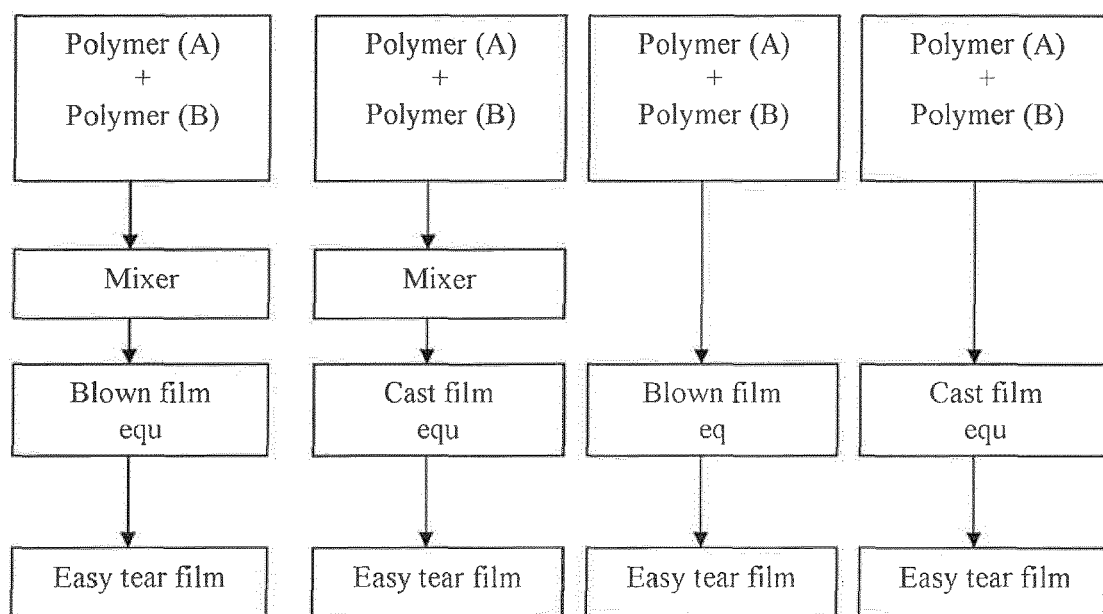 Polymer (A)
+
Polymer (B)
Mixer
Blown film
equ
Easy tear film
Polymer (A)
+
Polymer (B)
Mixer
Cast film
equ
Easy tear film
Polymer (A)
+
Polymer (B)
Blown film
eq
Easy tear film
Polymer (A)
+
Polymer (B)
Cast film
equ
Easy tear film